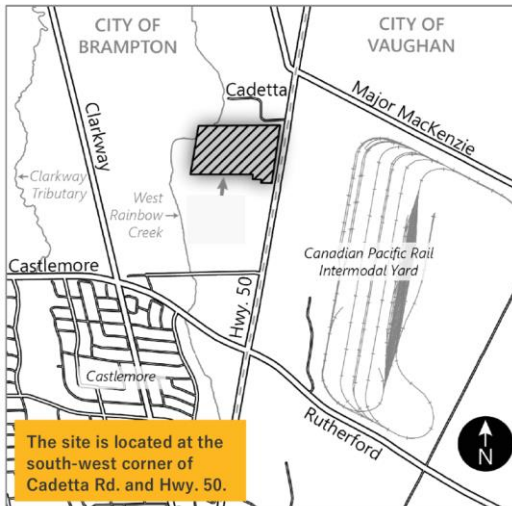 CITY OF
BRAMPTON
CITY OF
VAUGHAN
Cadetta
Major MacKenzie
Clarkway
Clarkway
Tributary
West
Rainbow
Creek
Canadian Pacific Rail
Intermodal Yard
Castlemore
Hwy. 50
Castlemore
Rutherford
The site is located at the
south-west corner of
Cadetta Rd. and Hwy. 50.
N